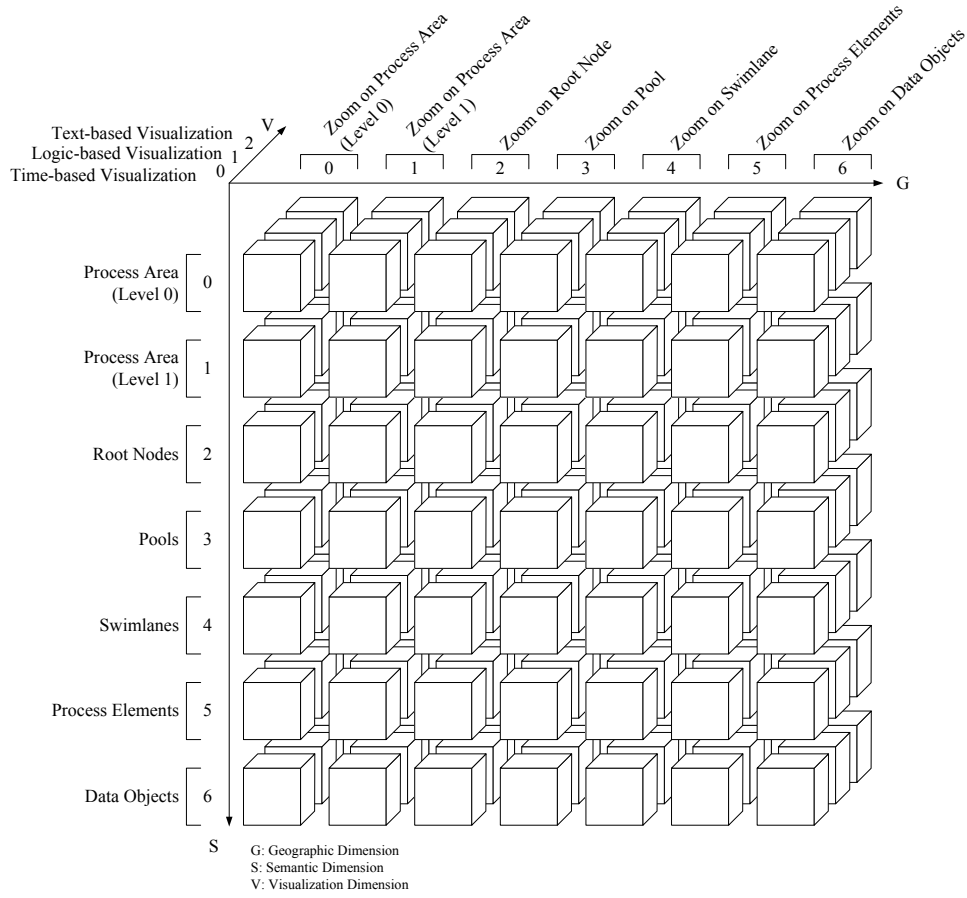 Zoom on Process Area
(Level 0)
Zoom on Process Area
(Level 1)
Zoom on Root Node
Zoom on Pool
Zoom on Swimlane
Zoom on Process Elements
Zoom on Data Objects
V
Text-based Visualization 2
Logic-based Visualization 1
Time-based Visualization 0
0 1 2 3 4 5 6
G
Process Area
(Level 0)
0
Process Area
(Level 1)
1
Root Nodes 2
Pools 3
Swimlanes 4
Process Elements 5
Data Objects 6
S
G: Geographic Dimension
S: Semantic Dimension
V: Visualization Dimension